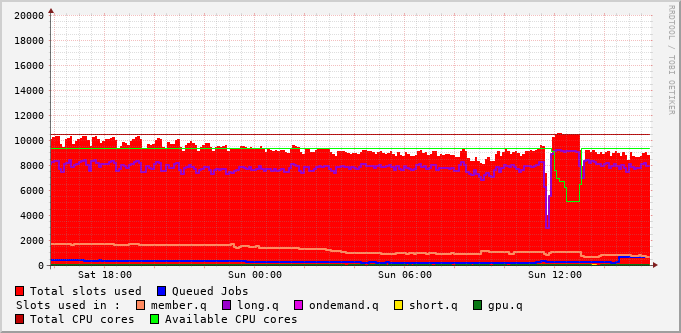 20000
18000
16000
14000
12000
10000
8000
6000
4000
2000
0
Sat 18:00 Sun 00:00 Sun 06:00 Sun 12:00
RRDTOOL / TOBI OETIKER
Total slots used Queued Jobs
Slots used in : member.q long.q ondemand.q short.q gpu.q
Total CPU cores Available CPU cores